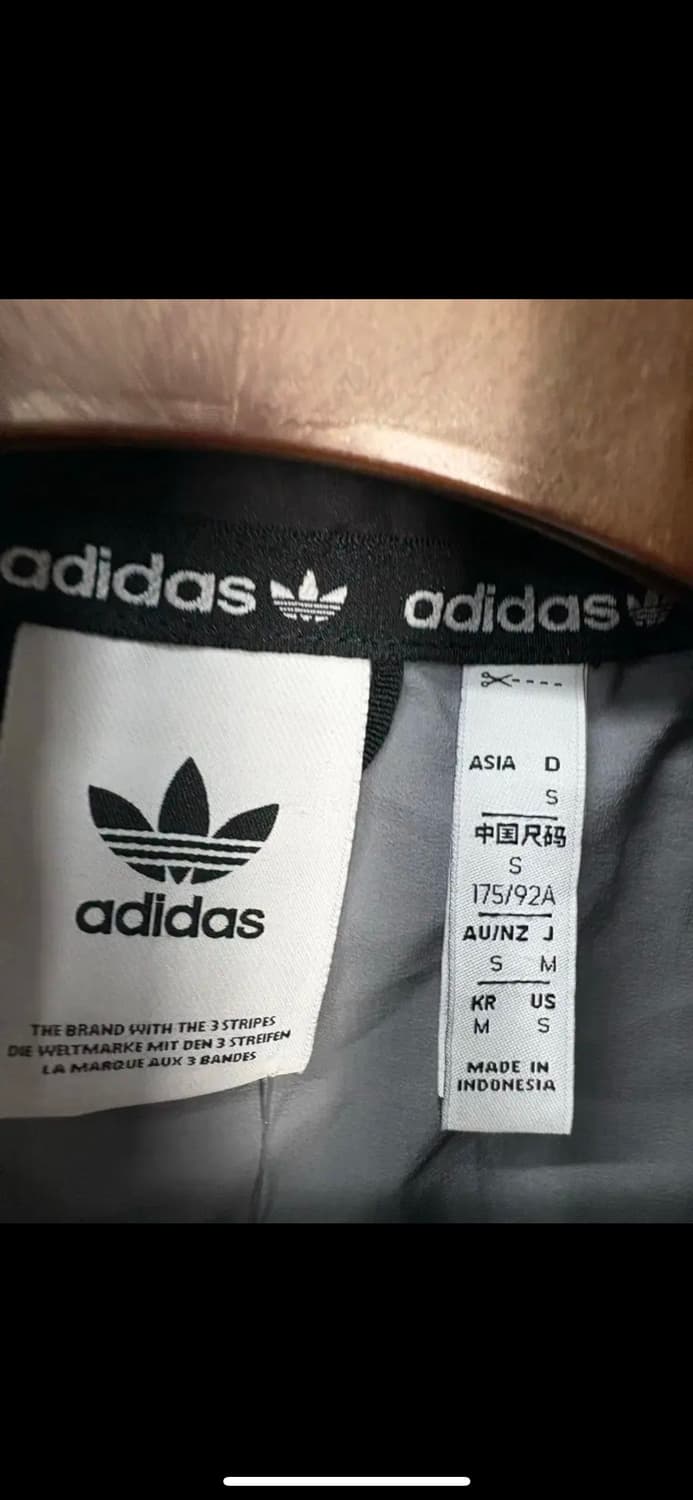 adidas adidas
adidas
THE BRAND WITH THE 3 STRIPES
DIE WELTMARKE MIT DEN 3 STREIFEN
LA MARQUE AUX 3 BANDES
ASIA D
S
中国尺码
S
175/92A
AU/NZ J
S M
KR US
M S
MADE IN
INDONESIA